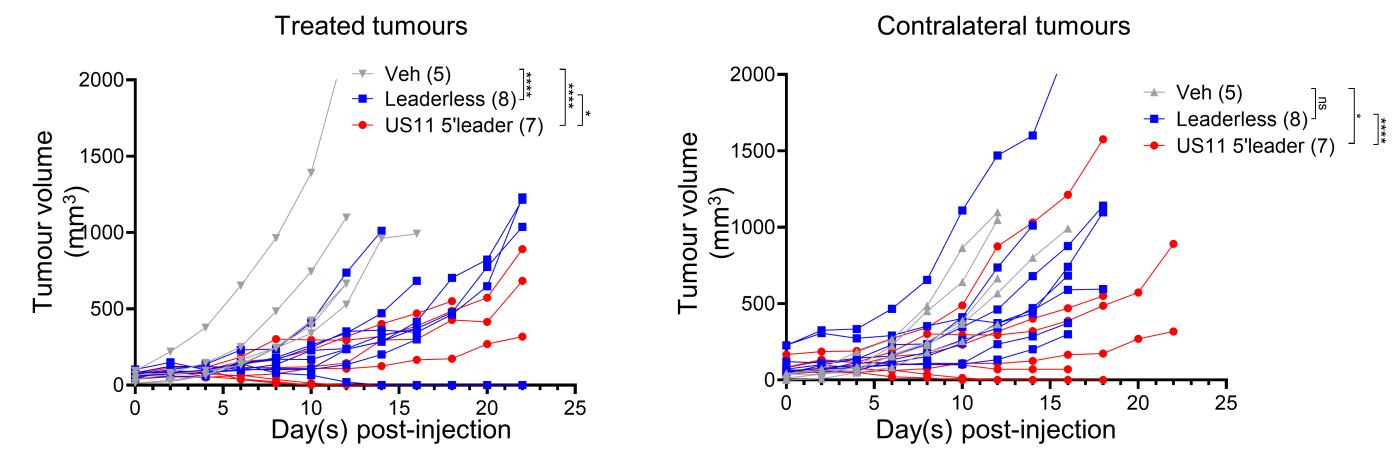 Treated tumours
Tumour volume
(mm³)
2000
1500
1000
500
0
0 5 10 15 20 25
Day(s) post-injection
Veh (5)
Leaderless (8)
US11 5'leader (7)
****
****
*
Contralateral tumours
Tumour volume
(mm³)
2000
1500
1000
500
0
0 5 10 15 20 25
Day(s) post-injection
Veh (5)
Leaderless (8)
US11 5'leader (7)
ns
*
****